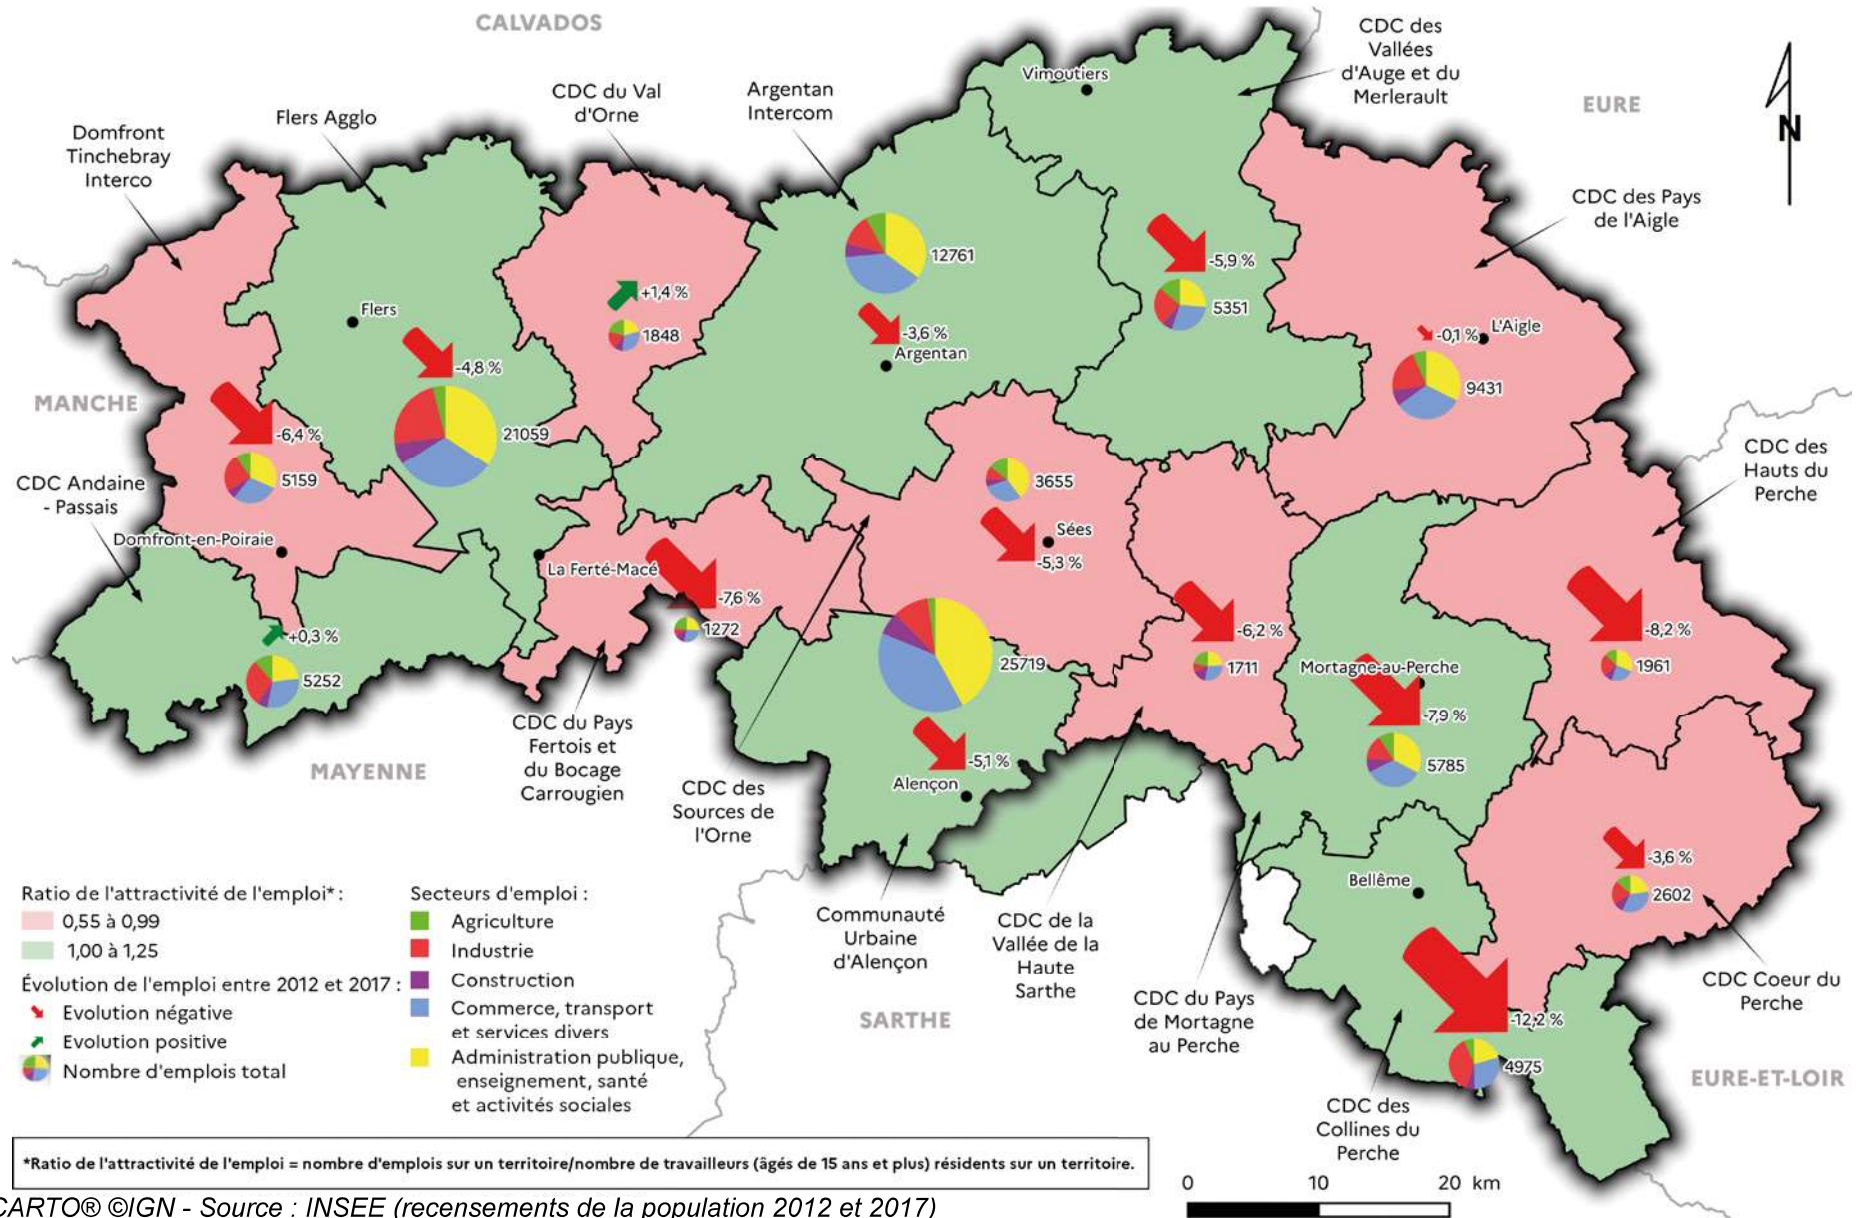 CALVADOS
CDC des
Vallées
d'Auge et du
Merlerault
Vimoutiers
EURE
N
Argentan
Intercom
CDC du Val
d'Orne
Flers Agglo
Domfront
Tinchebray
Interco
CDC des Pays
de l'Aigle
12761
-5,9 %
5351
+1,4 %
1848
Flers
-3,6 %
Argentan
-0,1 %
L'Aigle
-4,8 %
9431
MANCHE
-6,4 %
21059
5159
CDC des
Hauts du
Perche
CDC Andaine
- Passais
3655
Sées
-5,3 %
Domfront-en-Poiraie
La Ferté-Macé
-7,6 %
1272
-6,2 %
1711
-8,2 %
1961
+0,3 %
5252
25719
Mortagne-au-Perche
-7,9 %
5785
CDC du Pays
Fertois et
du Bocage
Carrougien
MAYENNE
-5,1 %
Alençon
CDC des
Sources de
l'Orne
-3,6 %
2602
Bellême
Communauté
Urbaine
d'Alençon
CDC de la
Vallée de la
Haute
Sarthe
SARTHE
CDC du Pays
de Mortagne
au Perche
CDC Coeur du
Perche
-12,2 %
4975
EURE-ET-LOIR
CDC des
Collines du
Perche
Ratio de l'attractivité de l'emploi* :
0,55 à 0,99
1,00 à 1,25
Évolution de l'emploi entre 2012 et 2017 :
Evolution négative
Evolution positive
Nombre d'emplois total
Secteurs d'emploi :
Agriculture
Industrie
Construction
Commerce, transport
et services divers
Administration publique,
enseignement, santé
et activités sociales
*Ratio de l'attractivité de l'emploi = nombre d'emplois sur un territoire/nombre de travailleurs (âgés de 15 ans et plus) résidents sur un territoire.
0 10 20 km
CARTO® ©IGN - Source : INSEE (recensements de la population 2012 et 2017)